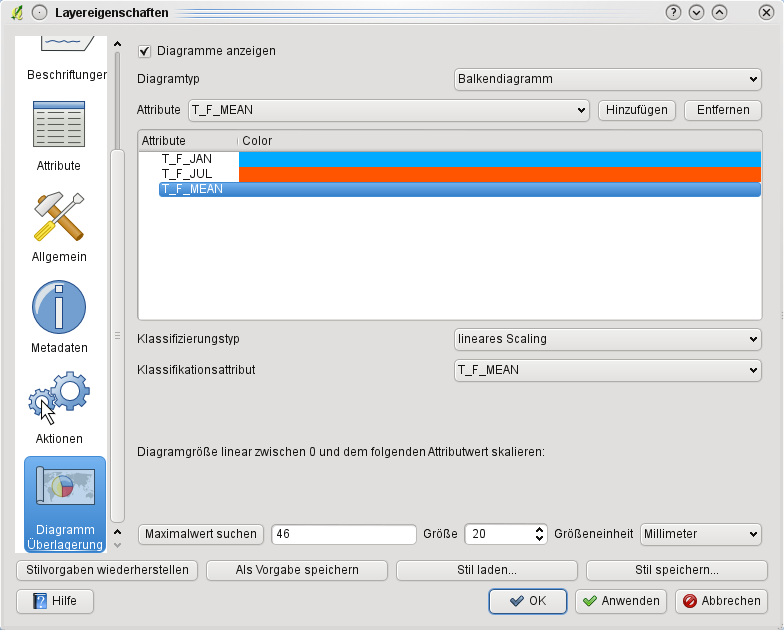 Layereigenschaften
Beschriftungen
Attribute
Allgemein
Metadaten
Aktionen
Diagramm
Überlagerung
Diagramme anzeigen
Diagramtyp
Balkendiagramm
Attribute T_F_MEAN Hinzufügen Entfernen
Attribute Color
T_F_JAN
T_F_JUL
T_F_MEAN
Klassifizierungstyp lineares Scaling
Klassifikationsattribut T_F_MEAN
Diagramgröße linear zwischen 0 und dem folgenden Attributwert skalieren:
Maximalwert suchen 46 Größe 20 Größeneinheit Millimeter
Stilvorgaben wiederherstellen Als Vorgabe speichern Stil laden... Stil speichern...
? Hilfe OK Anwenden Abbrechen